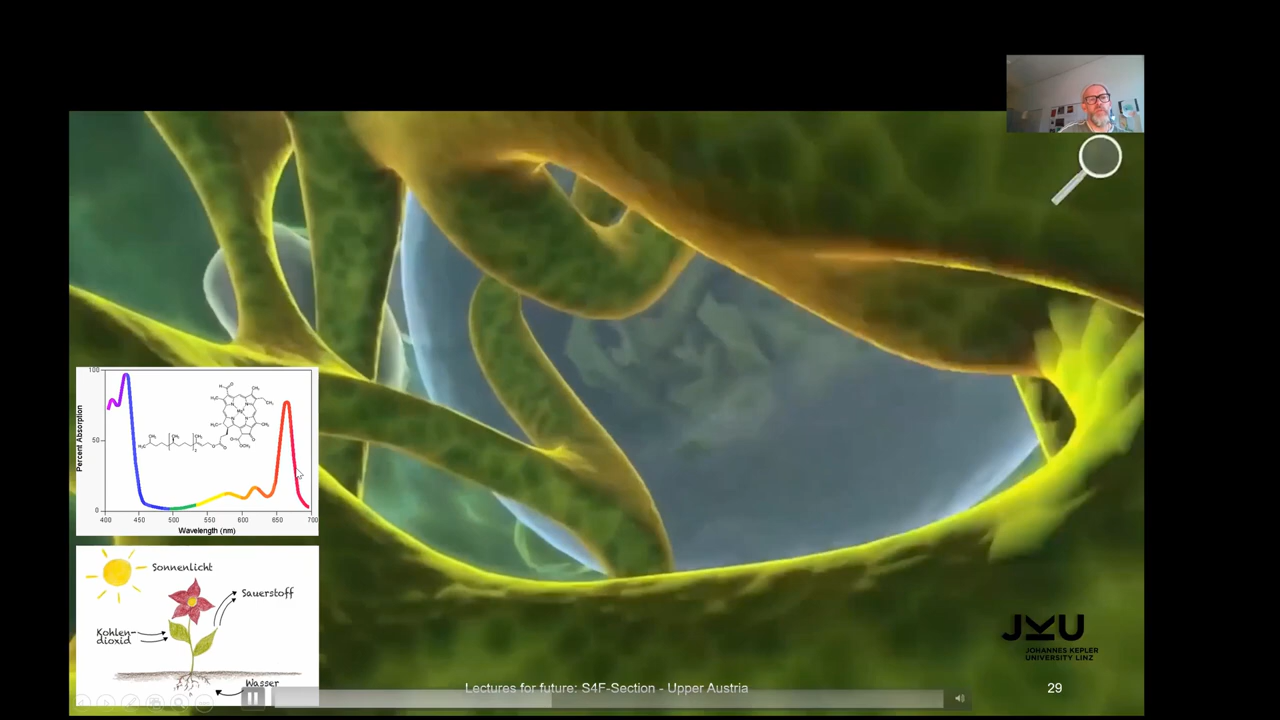 100
50
0
Percent Absorption
400 450 500 550 600 650 700
Wavelength (nm)
Sonnenlicht
Sauerstoff
Kohlen-
dioxid
Wasser
Lectures for future: S4F-Section - Upper Austria
JKU
JOHANNES KEPLER
UNIVERSITY LINZ
29